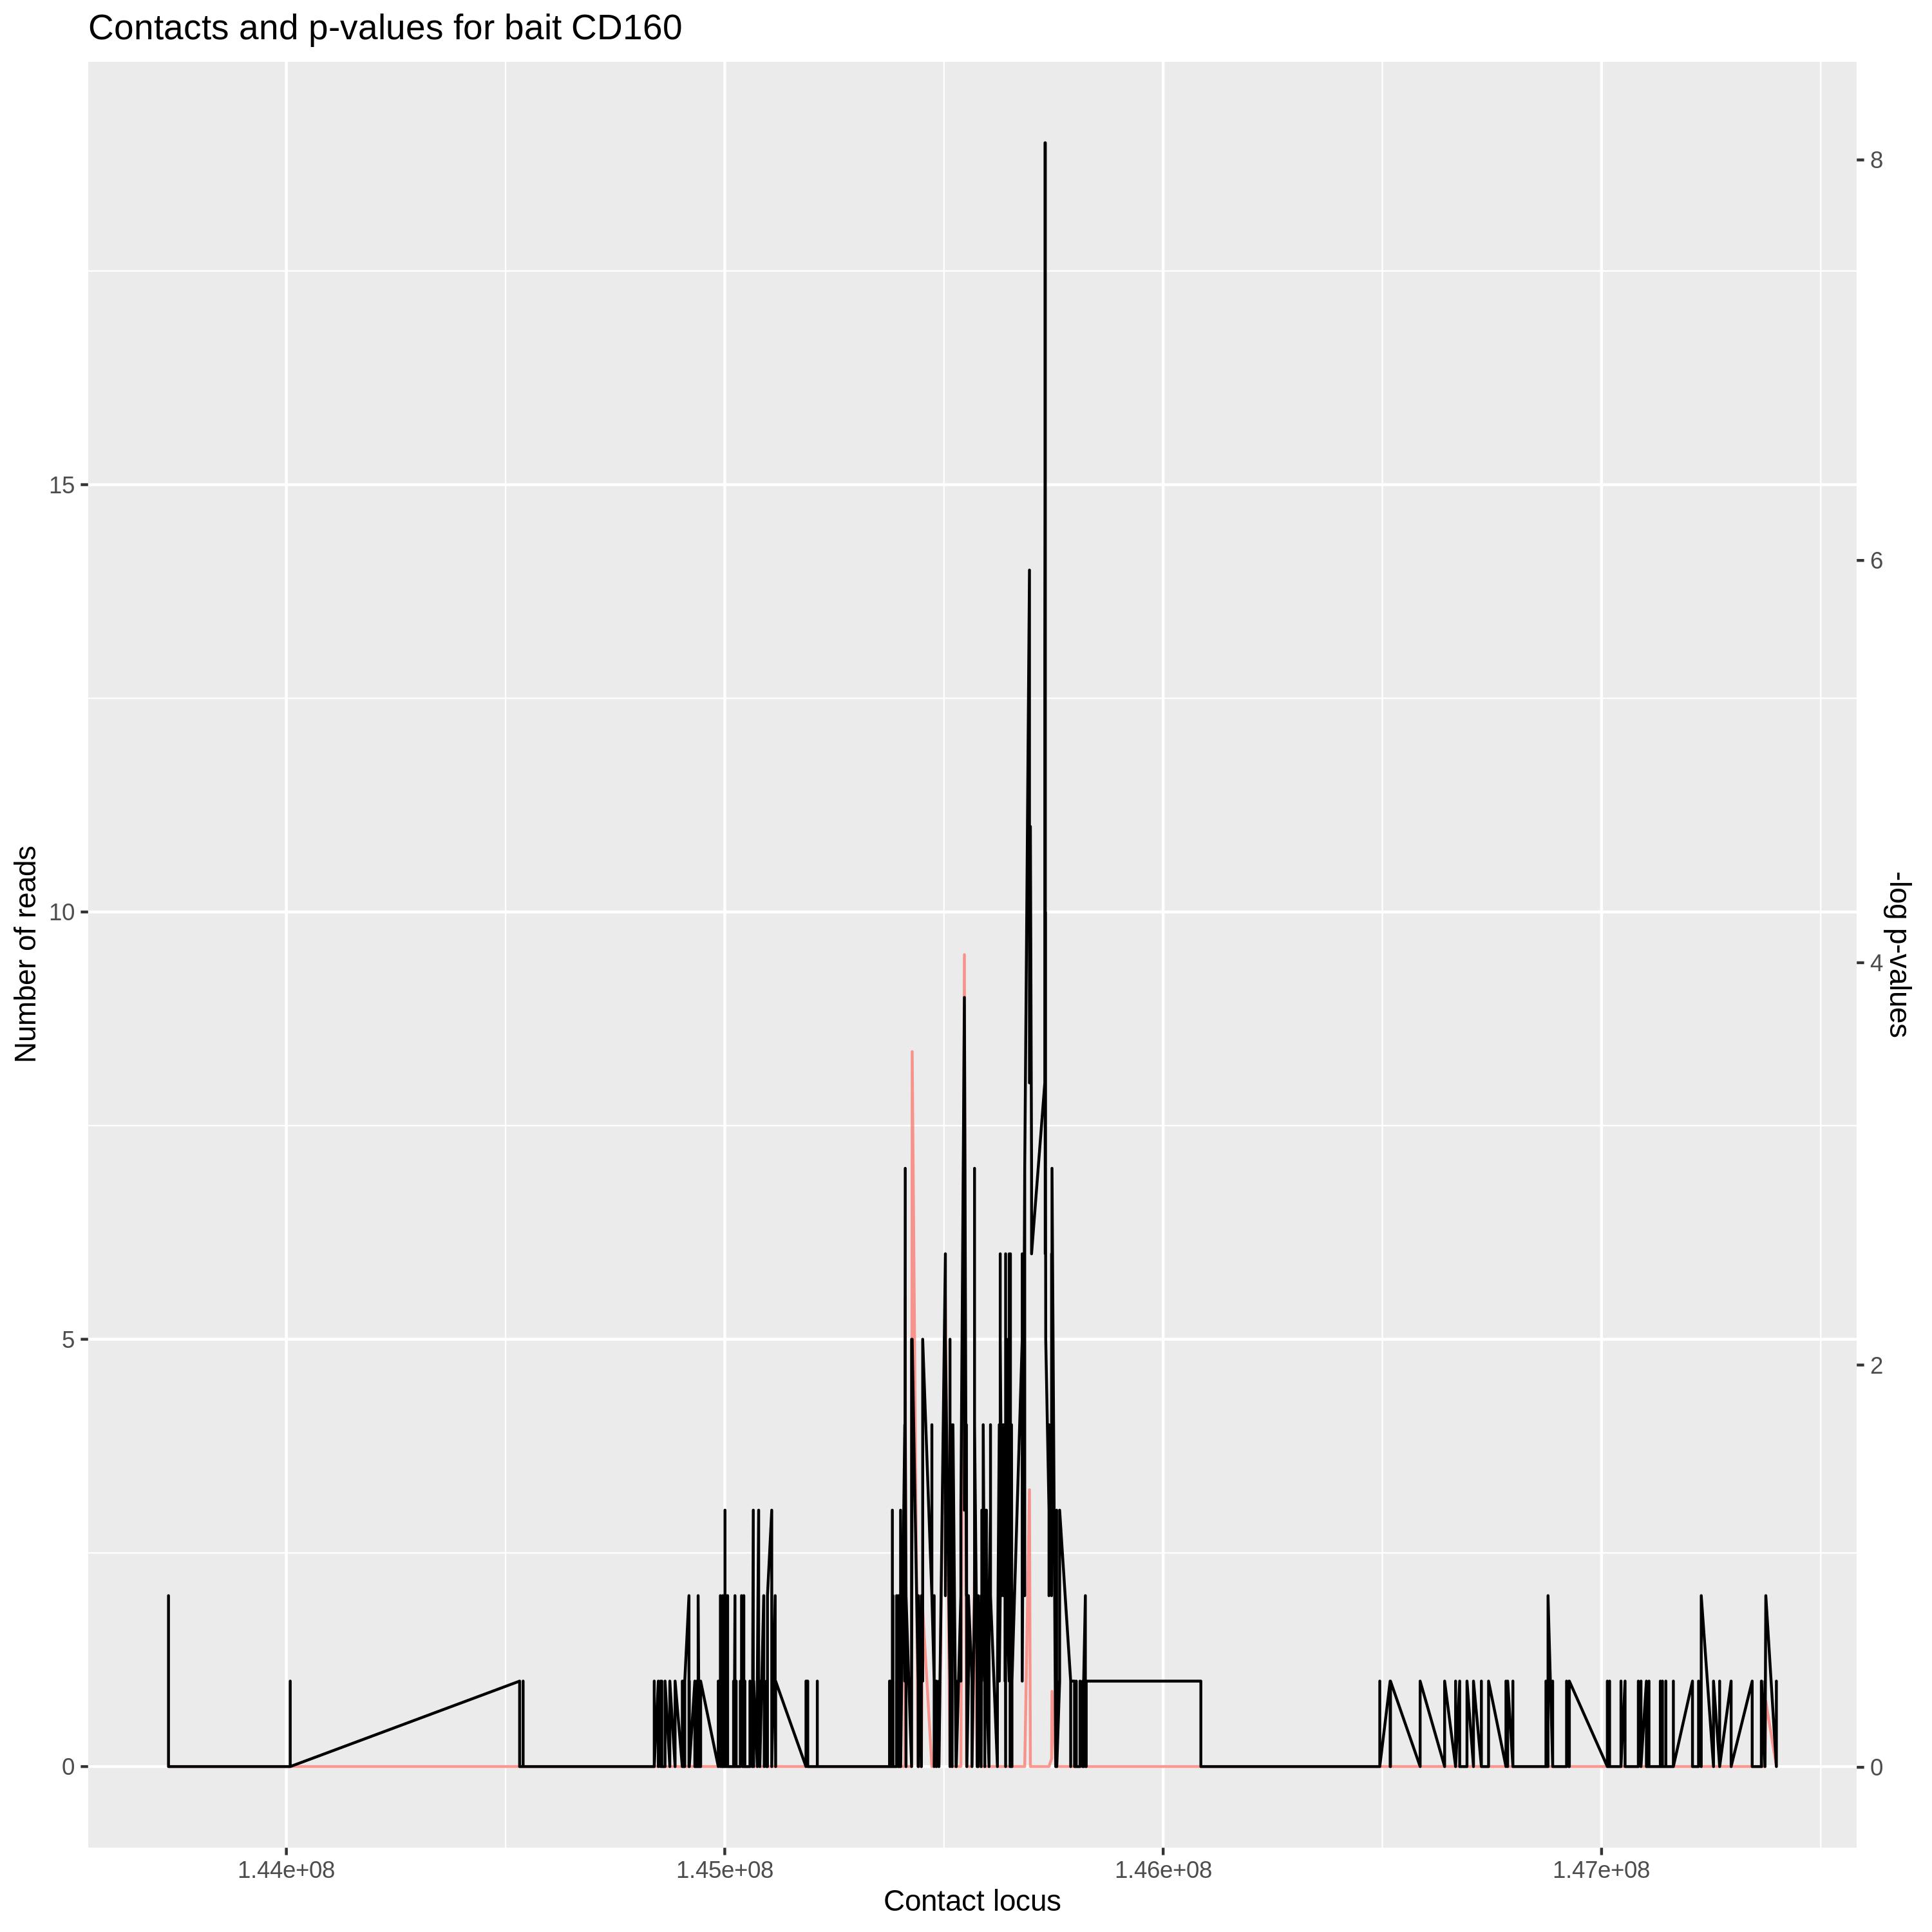 Contacts and p-values for bait CD160
Number of reads
15
10
5
0
8
6
4
2
0
-log p-values
1.44e+08
1.45e+08
1.46e+08
1.47e+08
Contact locus